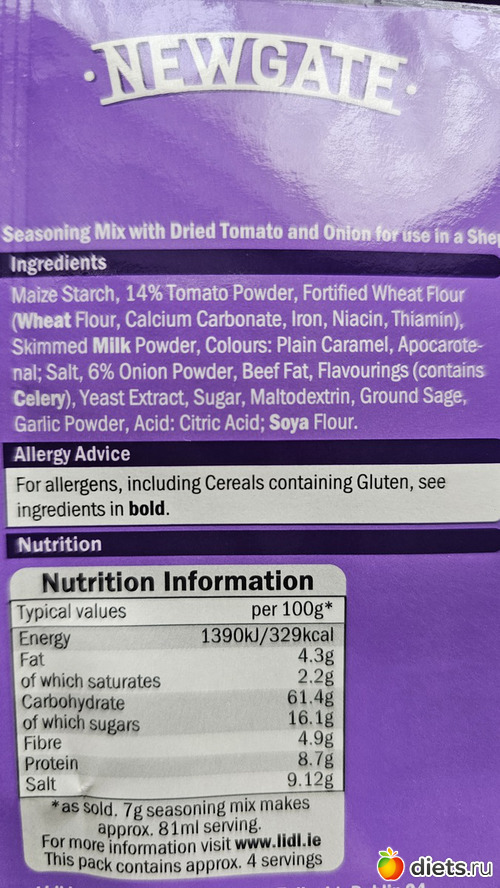 NEWGATE
Seasoning Mix with Dried Tomato and Onion for use in a
Ingredients
Maize Starch, 14% Tomato Powder, Fortified Wheat Flour
(Wheat Flour, Calcium Carbonate, Iron, Niacin, Thiamin),
Skimmed Milk Powder, Colours: Plain Caramel, Apocarote-
nal; Salt, 6% Onion Powder, Beef Fat, Flavourings (contains
Celery), Yeast Extract, Sugar, Maltodextrin, Ground Sage,
Garlic Powder, Acid: Citric Acid; Soya Flour.
Allergy Advice
For allergens, including Cereals containing Gluten, see
ingredients in bold.
Nutrition
Nutrition Information
Typical values per 100g*
Energy 1390kJ/329kcal
Fat 4.3g
of which saturates 2.2g
Carbohydrate 61.4g
of which sugars 16.1g
Fibre 4.9g
Protein 8.7g
Salt 9.12g
*as sold. 7g seasoning mix makes
approx. 81ml serving.
For more information visit www.lidl.ie
This pack contains approx. 4 servings
diets.ru